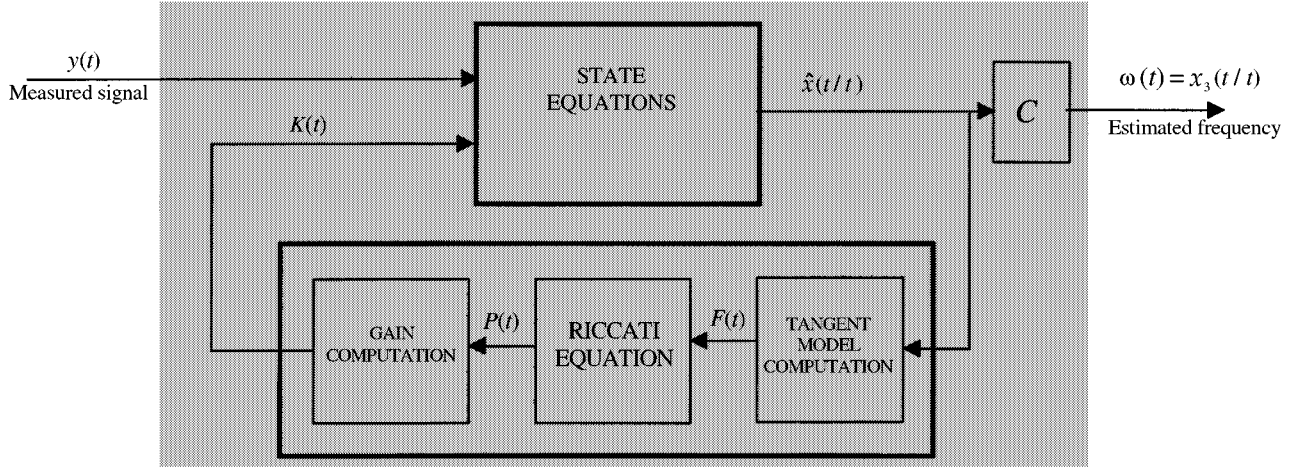 y(t)
Measured signal
K(t)
STATE
EQUATIONS
x̂(t/t)
C
ω(t) = x₃(t/t)
Estimated frequency
GAIN
COMPUTATION
P(t)
RICCATI
EQUATION
F(t)
TANGENT
MODEL
COMPUTATION